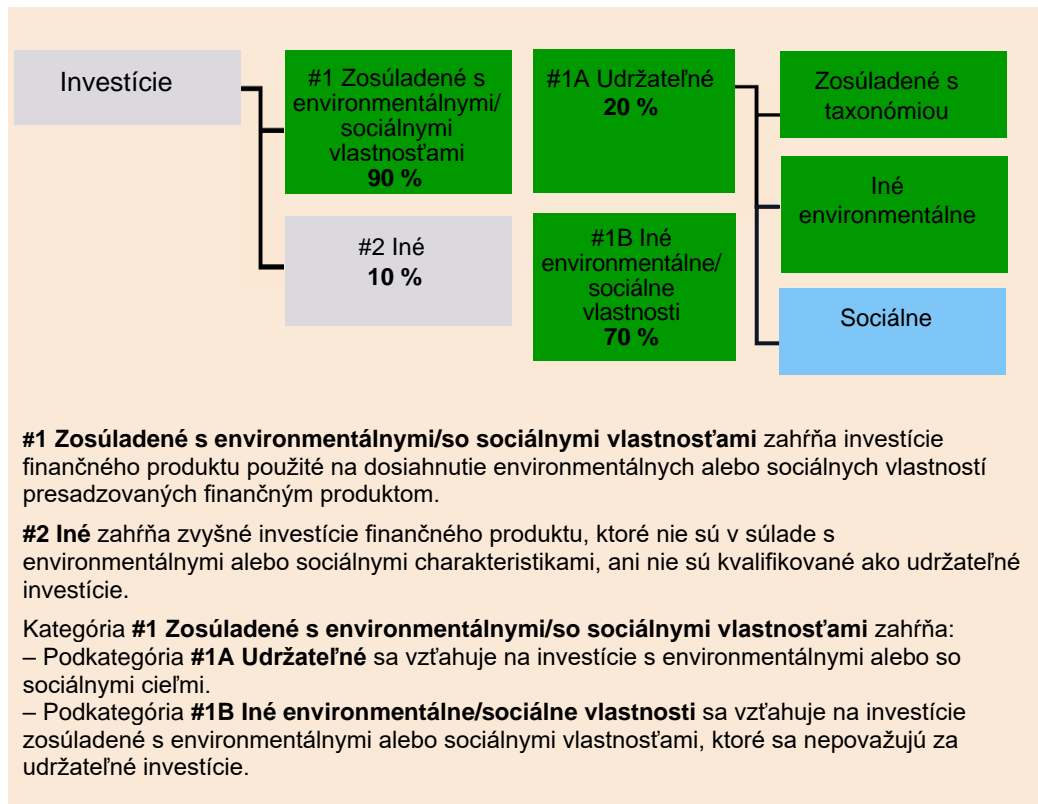 Investície
#1 Zosúladené s
environmentálnymi/
sociálnymi
vlastnosťami
90 %
#2 Iné
10 %
#1A Udržateľné
20 %
#1B Iné
environmentálne/
sociálne
vlastnosti
70 %
Zosúladené s
taxonómiou
Iné
environmentálne
Sociálne
#1 Zosúladené s environmentálnymi/so sociálnymi vlastnosťami zahŕňa investície
finančného produktu použité na dosiahnutie environmentálnych alebo sociálnych vlastností
presadzovaných finančným produktom.
#2 Iné zahŕňa zvyšné investície finančného produktu, ktoré nie sú v súlade s
environmentálnymi alebo sociálnymi charakteristikami, ani nie sú kvalifikované ako udržateľné
investície.
Kategória #1 Zosúladené s environmentálnymi/so sociálnymi vlastnosťami zahŕňa:
– Podkategória #1A Udržateľné sa vzťahuje na investície s environmentálnymi alebo so
sociálnymi cieľmi.
– Podkategória #1B Iné environmentálne/sociálne vlastnosti sa vzťahuje na investície
zosúladené s environmentálnymi alebo sociálnymi vlastnosťami, ktoré sa nepovažujú za
udržateľné investície.